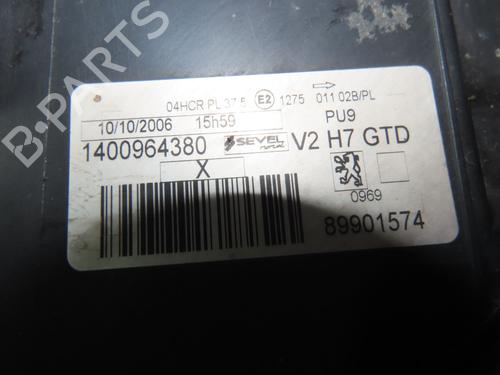 04HCR PL 37.5 E2 1275 011 02B/PL
10/10/2006 15h59 PU9
1400964380 SEVEL V2 H7 GTD
X
0969
89901574
B-PARTS